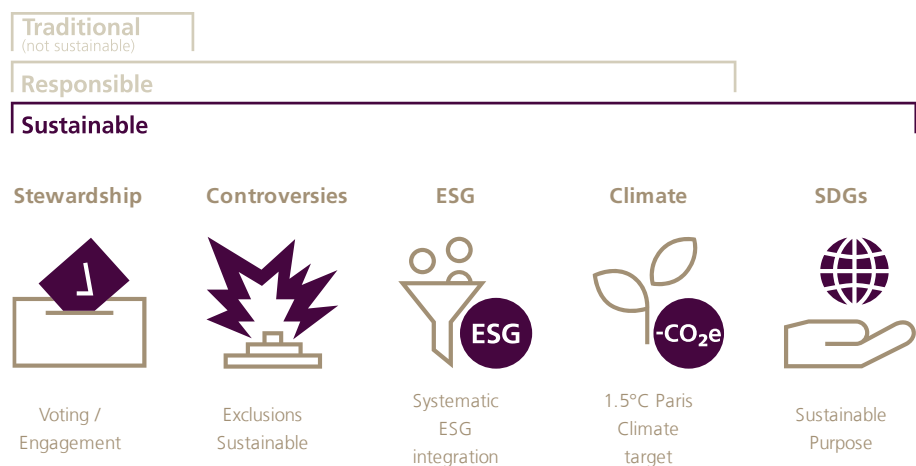 Traditional
(not sustainable)
Responsible
Sustainable
Stewardship
Controversies
ESG
Climate
SDGs
ESG
-CO₂e
Voting /
Engagement
Exclusions
Sustainable
Systematic
ESG
integration
1.5°C Paris
Climate
target
Sustainable
Purpose